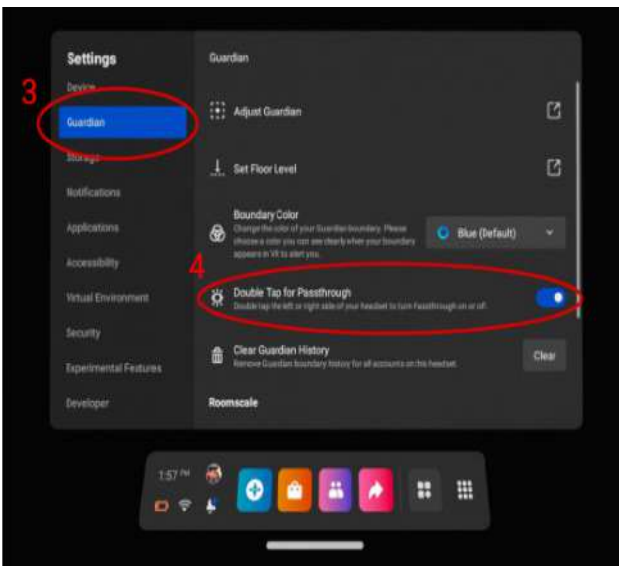 Settings
Guardian
3
Device
Guardian
Storage
Notifications
Applications
Accessibility
Virtual Environment
Security
Experimental Features
Developer
Adjust Guardian
Set Floor Level
Boundary Color
Change the color of your Guardian boundary. Please
choose a color you can see clearly when your boundary
appears in VR to alert you.
Blue (Default)
4
Double Tap for Passthrough
Double tap the left or right side of your headset to turn Passthrough on or off.
Clear Guardian History
Remove Guardian boundary history for all accounts on this headset.
Clear
Roomscale
1:57 PM